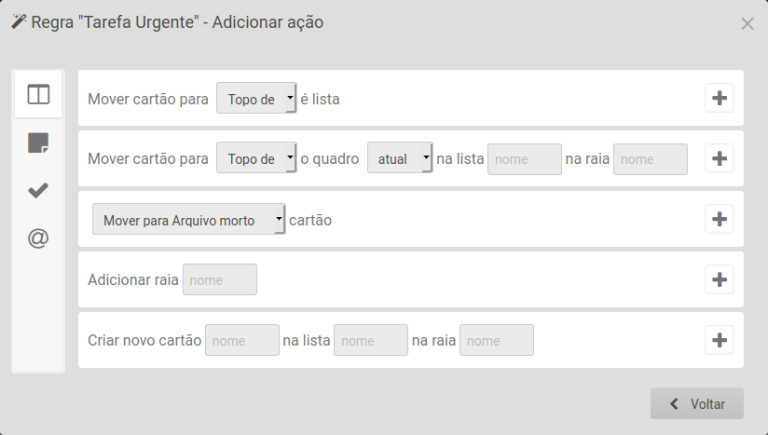 Regra "Tarefa Urgente" - Adicionar ação
Mover cartão para Topo de é lista
Mover cartão para Topo de o quadro atual na lista nome na raia nome
Mover para Arquivo morto cartão
@
Adicionar raia nome
Criar novo cartão nome na lista nome na raia nome
Voltar